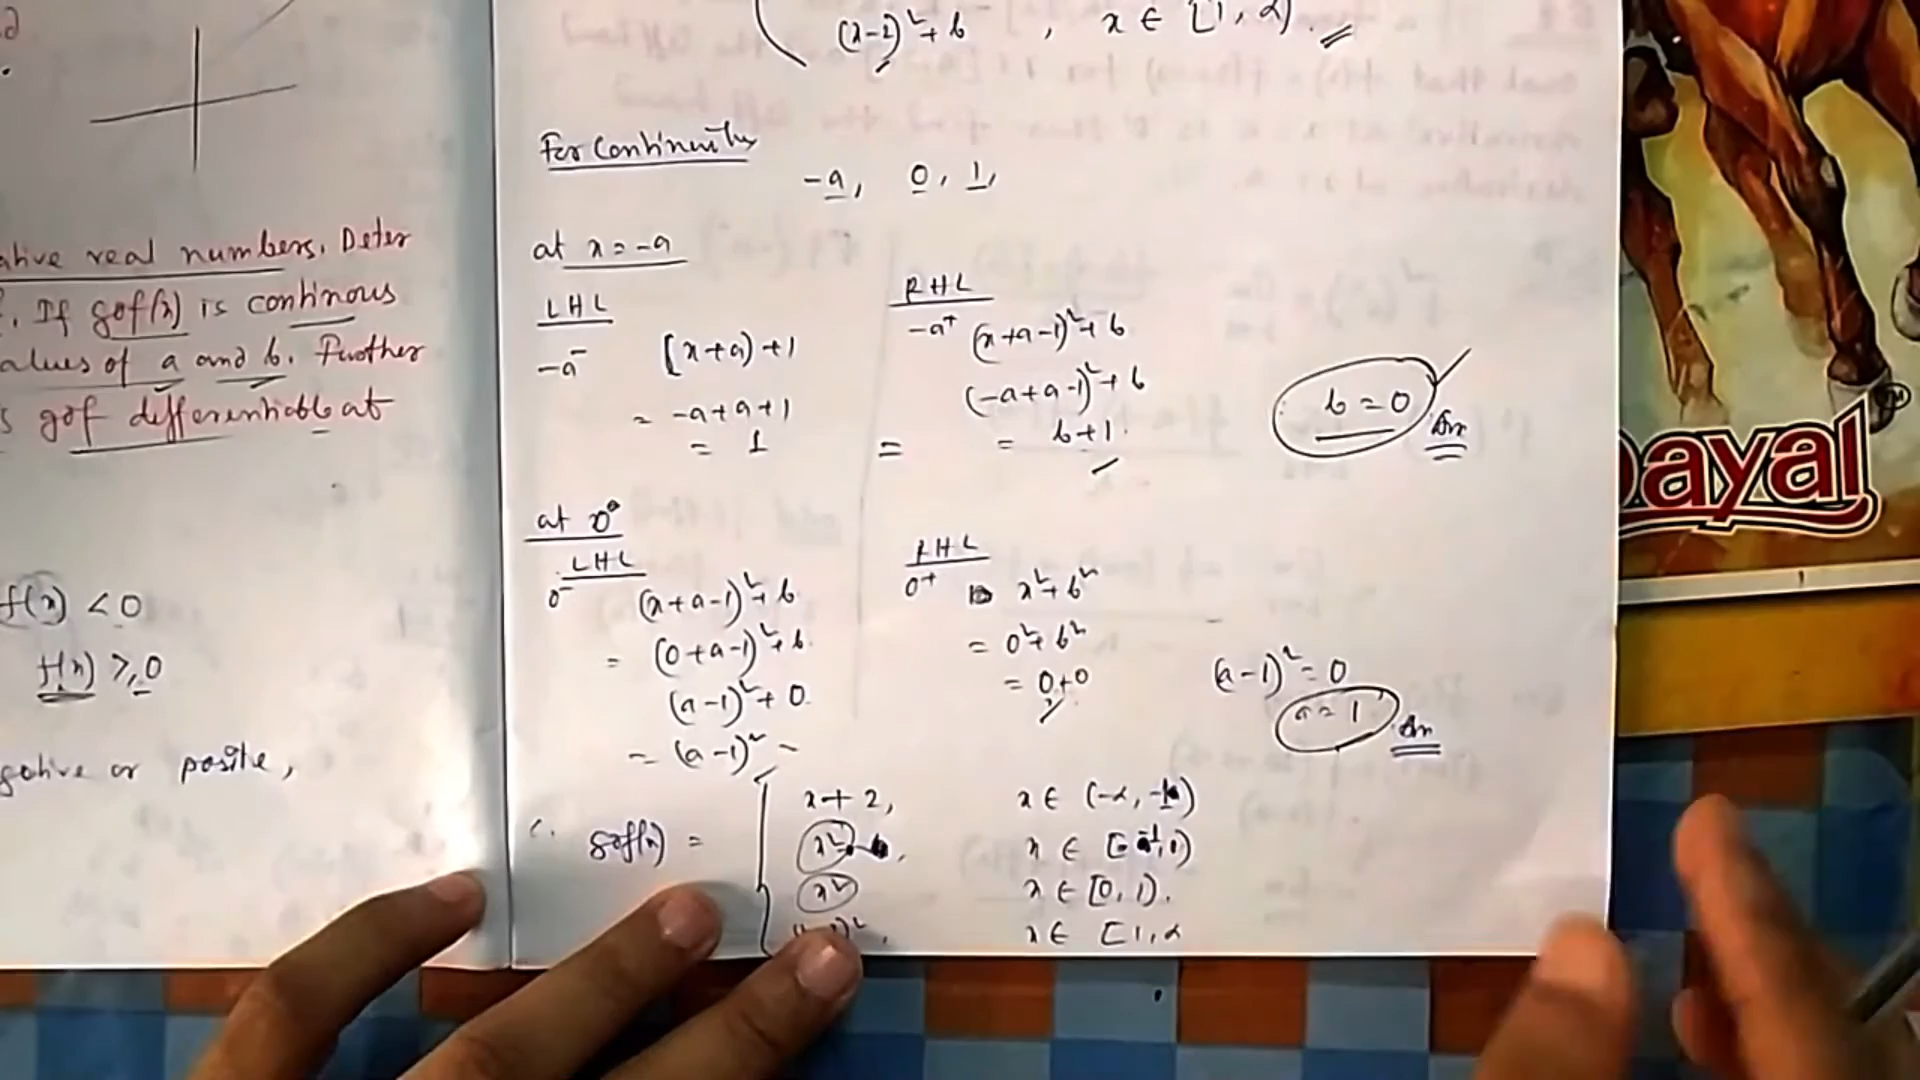 ative real numbers. Deter
. If gof(x) is continous
alues of a and b. Further
s gof differentiable at
f(x) < 0
f(x) ≥ 0
gative or posite,
(x-2)² + b , x ∈ [1, ∝).
For Continuity
-a, 0, 1,
at x = -a
LHL
-a⁻ [x+a)+1
= -a+a+1
= 1
=
RHL
-a⁺ (x+a-1)² + b
(-a+a-1)² + b
= b+1.
b = 0 Ans
at 0
LHL
0⁻ (x+a-1)² + b
= (0+a-1)² + b.
(a-1)² + 0.
= (a-1)²
RHL
0⁺ x² + b²
= 0² + b²
= 0+0
(a-1)² = 0
a = 1 Ans
gof(x) =
x+2, x ∈ (-∝, -1)
x² , x ∈ [-1,0)
x² x ∈ [0, 1).
)², x ∈ [1, ∝
ayal